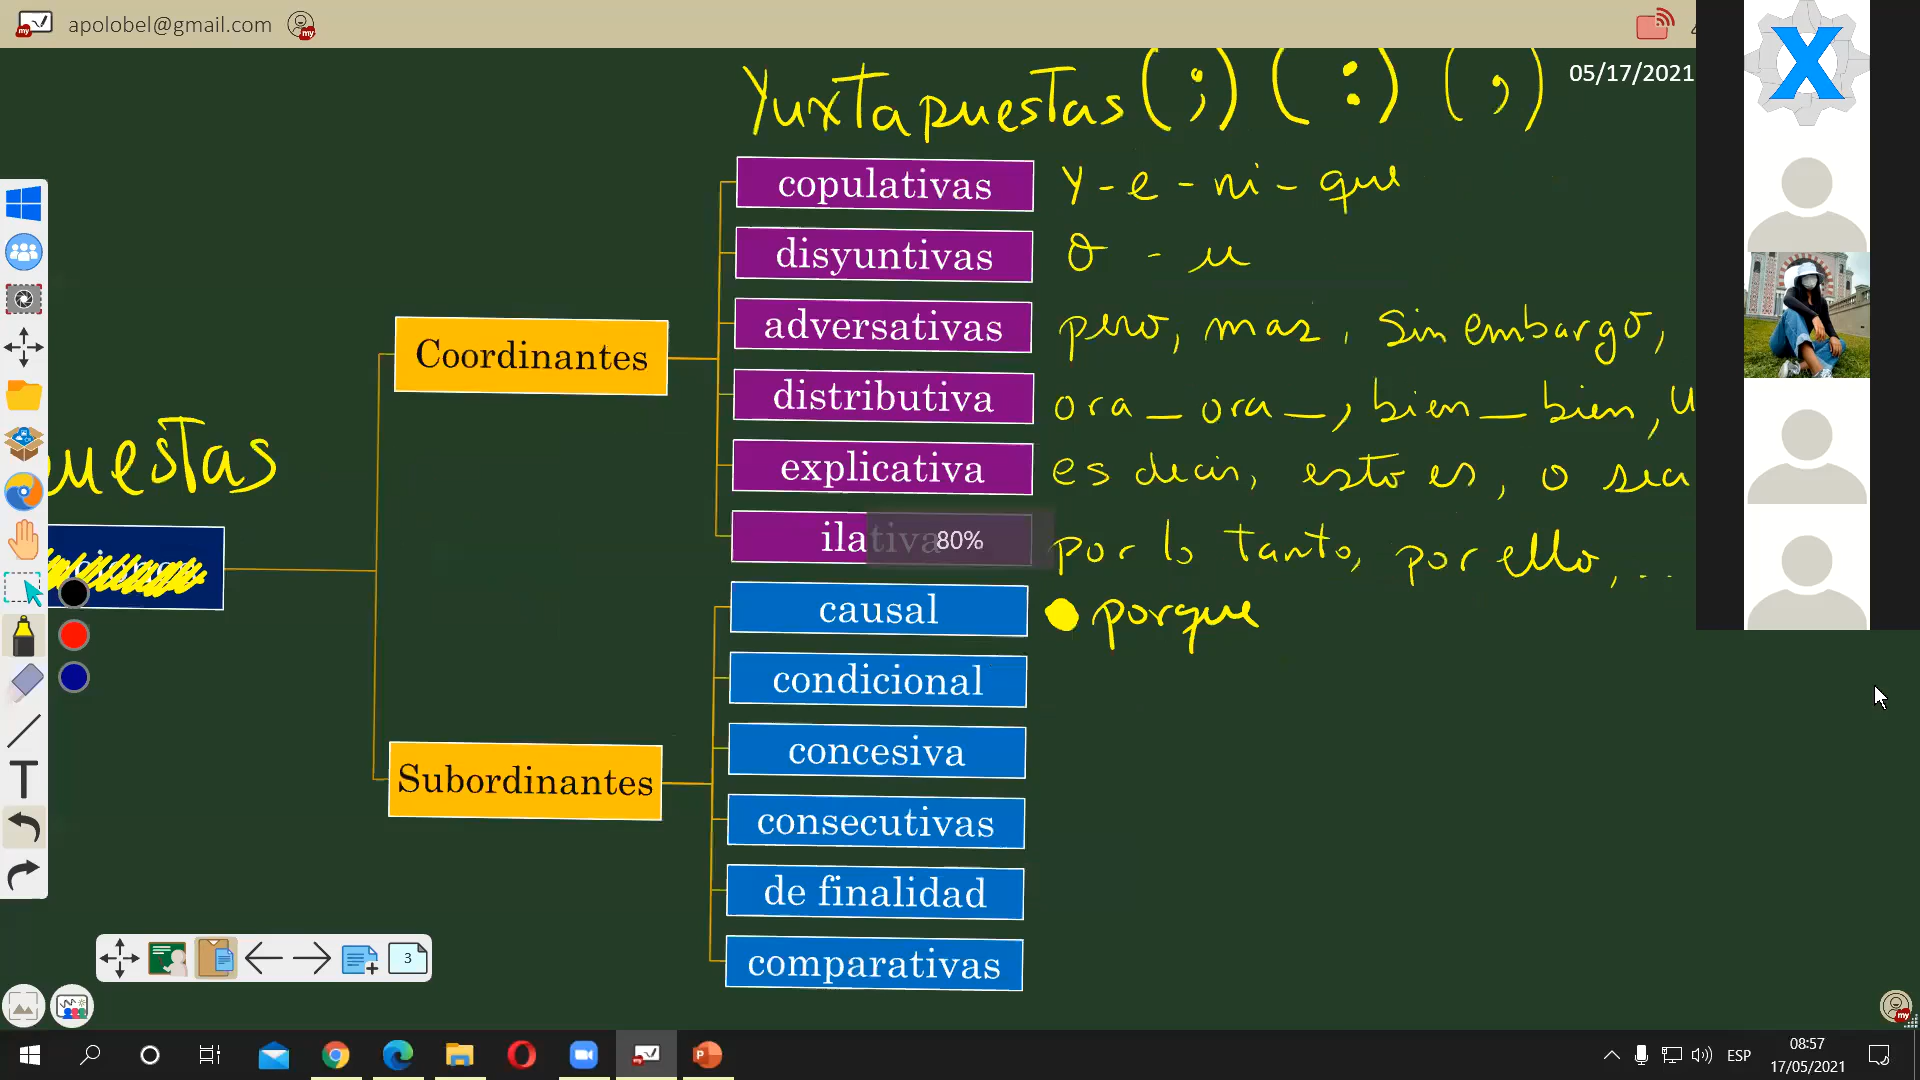 apolobel@gmail.com
05/17/2021
Yuxtapuestas (;) (:) (,)
copulativas y - e - ni - que
disyuntivas o - u
adversativas pero, mas, sin embargo,
Coordinantes
distributiva ora _ ora _, bien _ bien, u
uestas
explicativa es decir, esto es, o sea
ilativa por lo tanto, por ello, ...
80%
causal porque
condicional
concesiva
Subordinantes
consecutivas
de finalidad
comparativas
T
3
ESP
08:57
17/05/2021